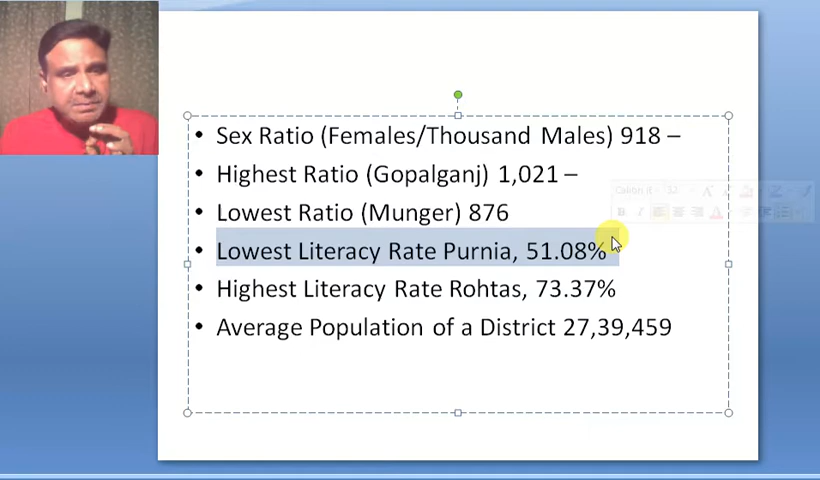 • Sex Ratio (Females/Thousand Males) 918 –
• Highest Ratio (Gopalganj) 1,021 –
• Lowest Ratio (Munger) 876
• Lowest Literacy Rate Purnia, 51.08%
• Highest Literacy Rate Rohtas, 73.37%
• Average Population of a District 27,39,459